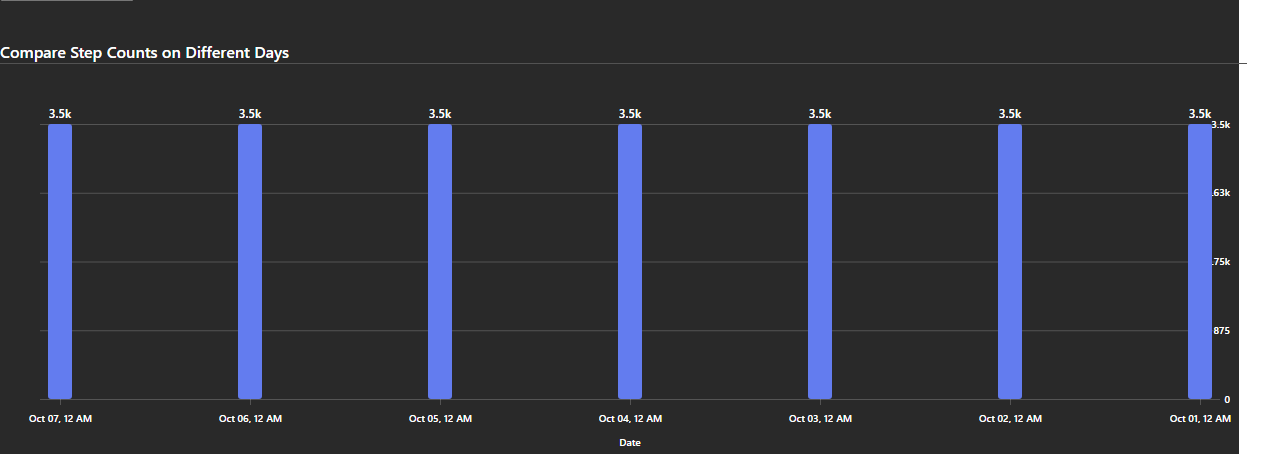 Compare Step Counts on Different Days
3.5k 3.5k 3.5k 3.5k 3.5k 3.5k 3.5k
3.5k
.63k
.75k
875
0
Oct 07, 12 AM Oct 06, 12 AM Oct 05, 12 AM Oct 04, 12 AM Oct 03, 12 AM Oct 02, 12 AM Oct 01, 12 AM
Date